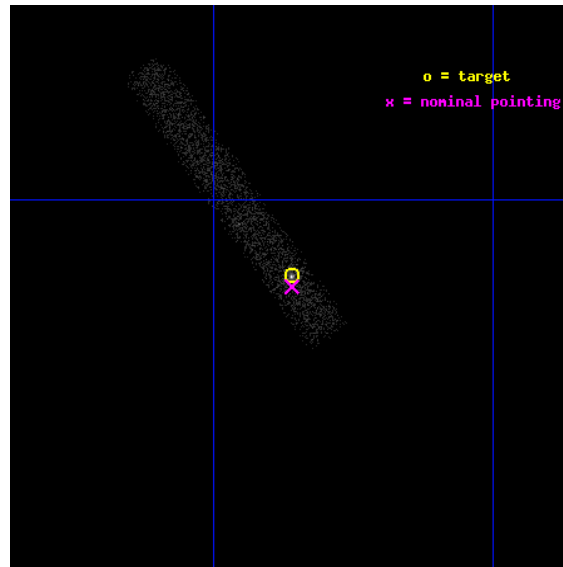 o = target
x = nominal pointing